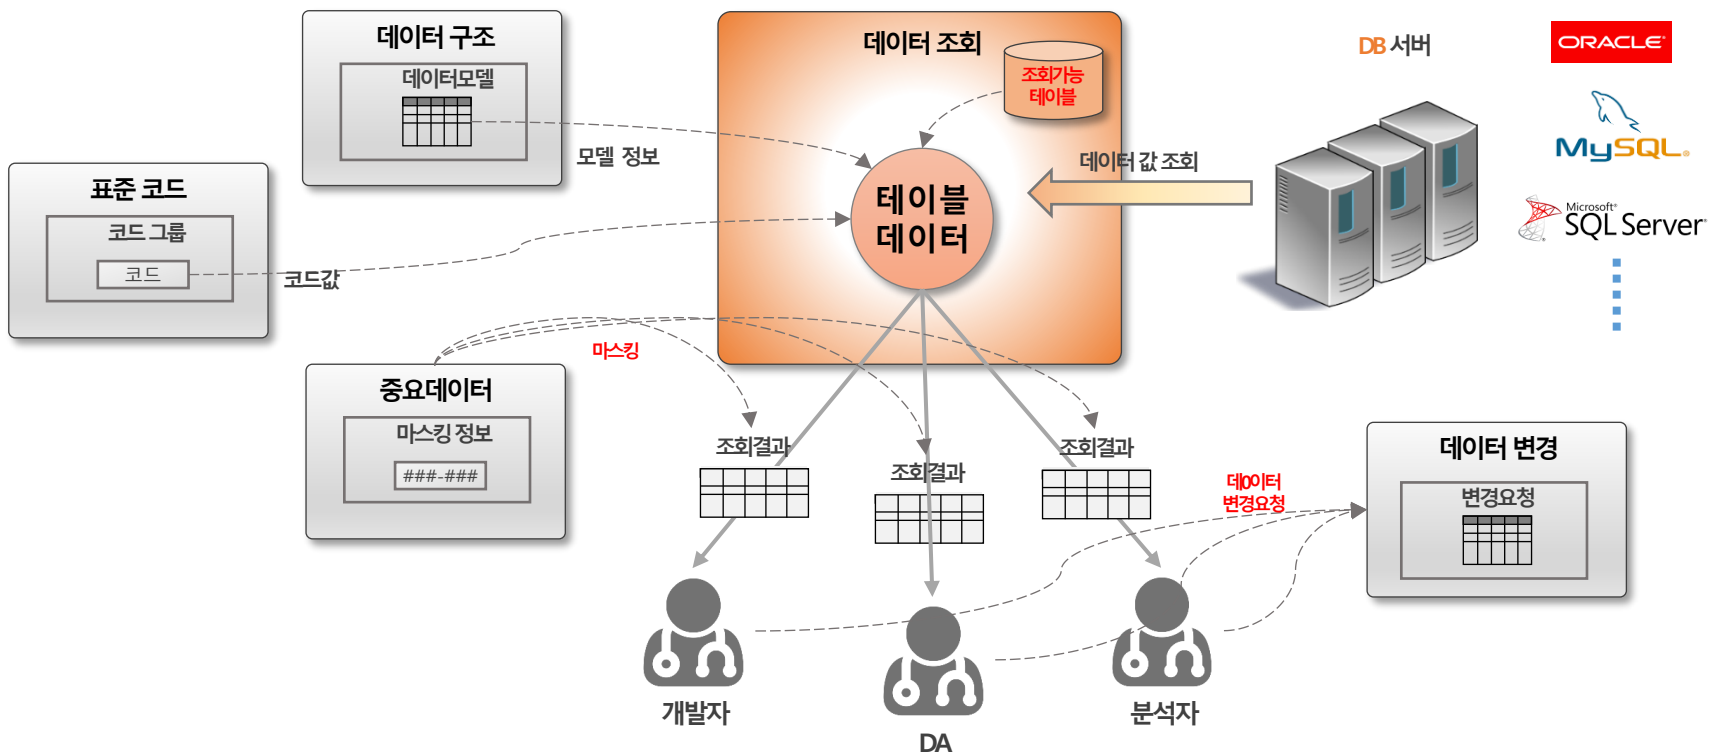 데이터 구조
데이터모델
모델 정보
표준 코드
코드 그룹
코드
코드값
중요데이터
마스킹 정보
###-###
마스킹
데이터 조회
조회가능
테이블
테이블
데이터
데이터 값 조회
DB 서버
ORACLE
MySQL
Microsoft
SQL Server
조회결과
조회결과
조회결과
데0이터
변경요청
데이터 변경
변경요청
개발자
DA
분석자